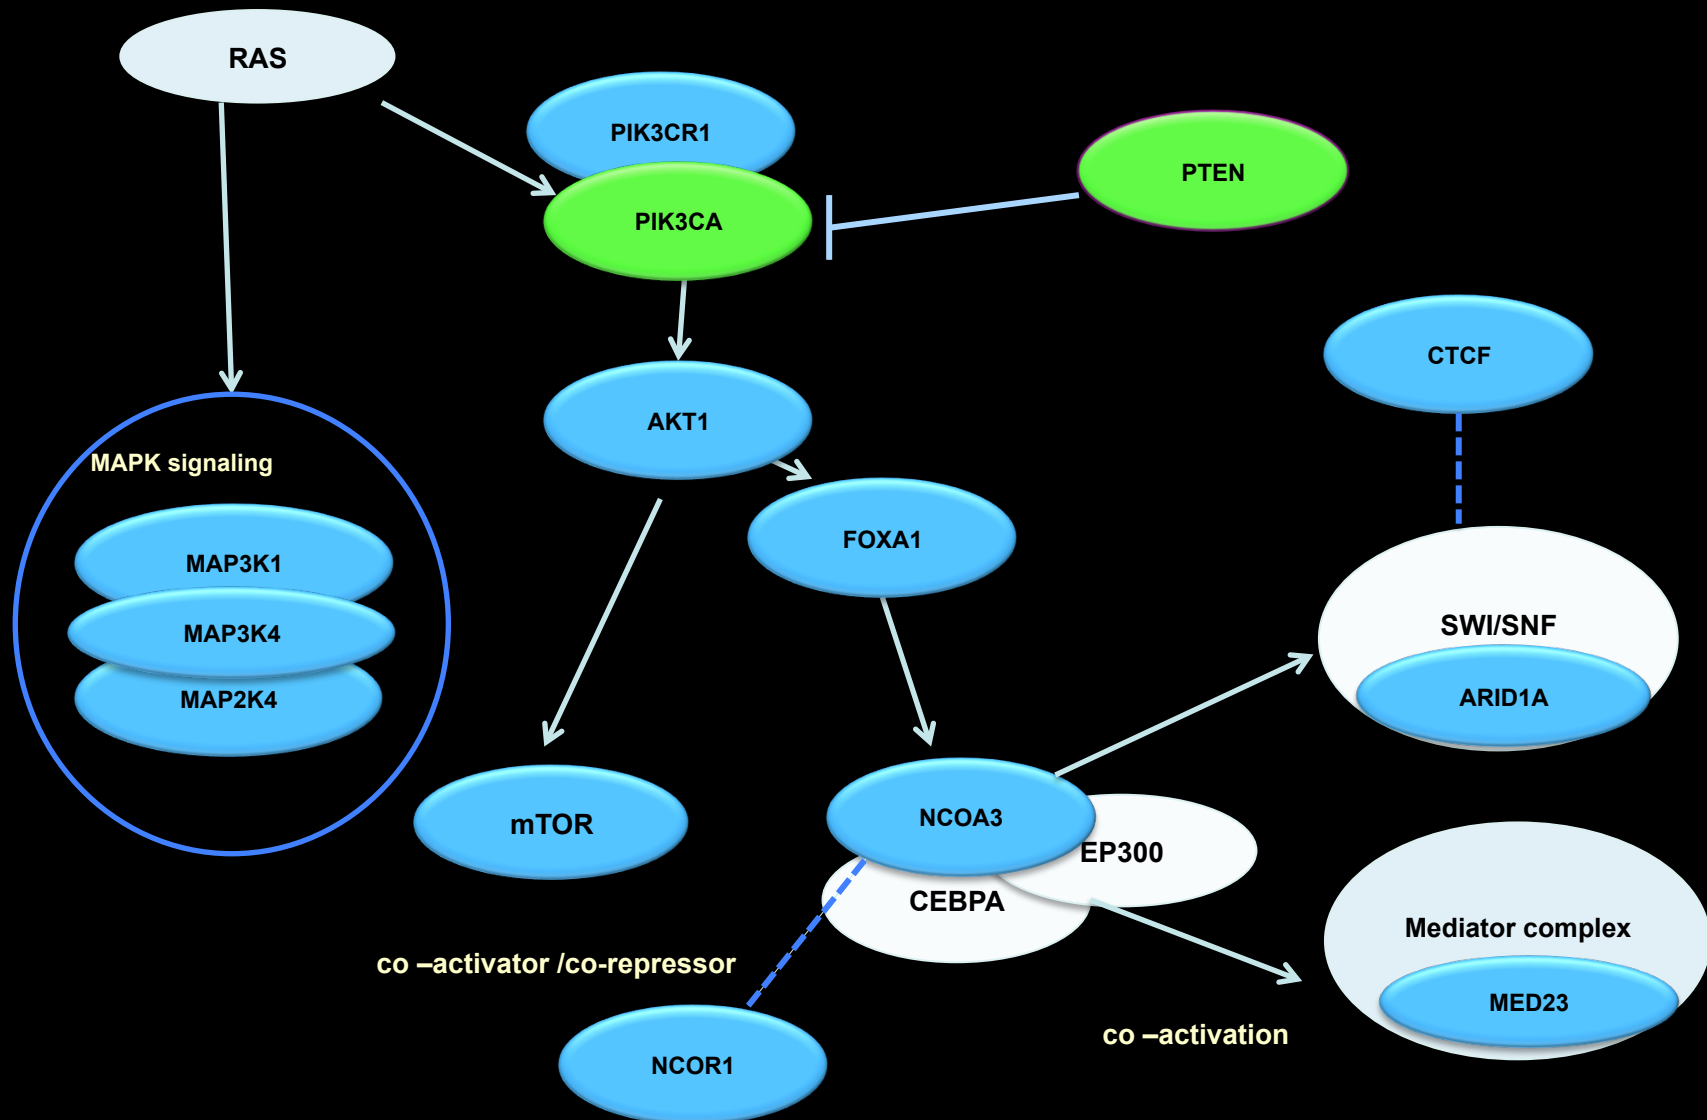 RAS
PIK3CR1
PIK3CA
PTEN
CTCF
AKT1
MAPK signaling
FOXA1
MAP3K1
MAP3K4
MAP2K4
SWI/SNF
ARID1A
mTOR
NCOA3
EP300
CEBPA
Mediator complex
co –activator /co-repressor
MED23
co –activation
NCOR1